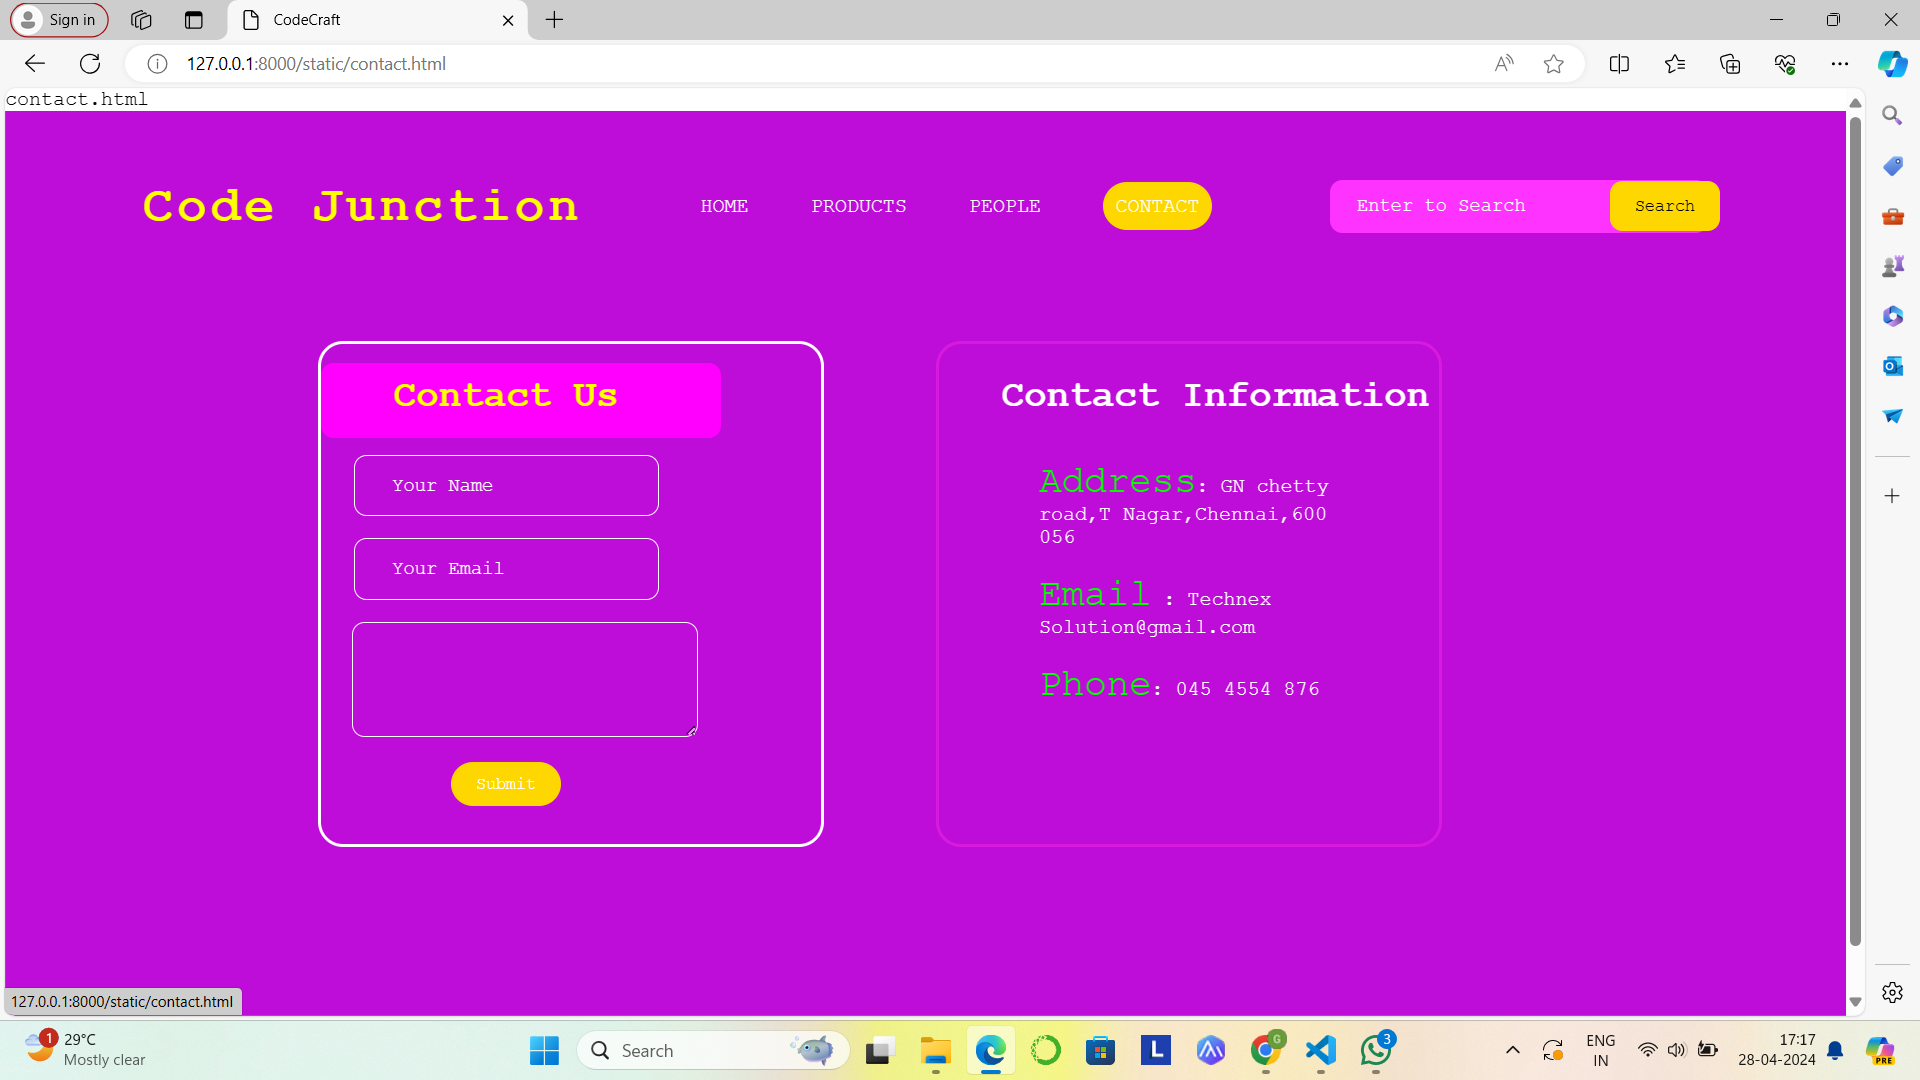 Sign in
CodeCraft
127.0.0.1:8000/static/contact.html
contact.html
Code Junction
HOME PRODUCTS PEOPLE CONTACT
Enter to Search
Search
Contact Us
Your Name
Your Email
Submit
Contact Information
Address: GN chetty
road,T Nagar,Chennai,600
056
Email : Technex
Solution@gmail.com
Phone: 045 4554 876
127.0.0.1:8000/static/contact.html
1
29°C
Mostly clear
Search
L
G
3
ENG
IN
17:17
28-04-2024
PRE